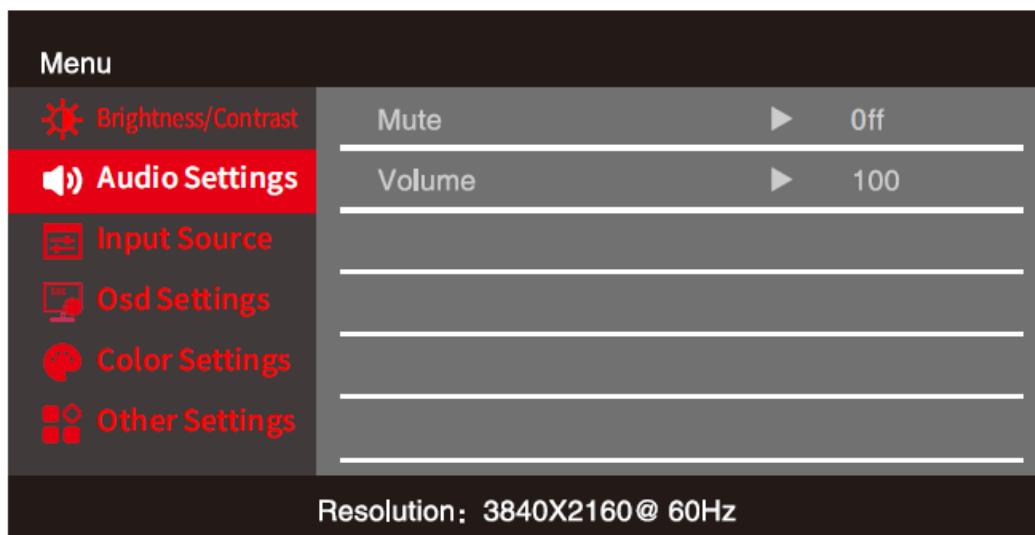 Menu
Brightness/Contrast
Mute ▶ 0ff
Audio Settings
Volume ▶ 100
Input Source
Osd Settings
Color Settings
Other Settings
Resolution: 3840X2160@ 60Hz